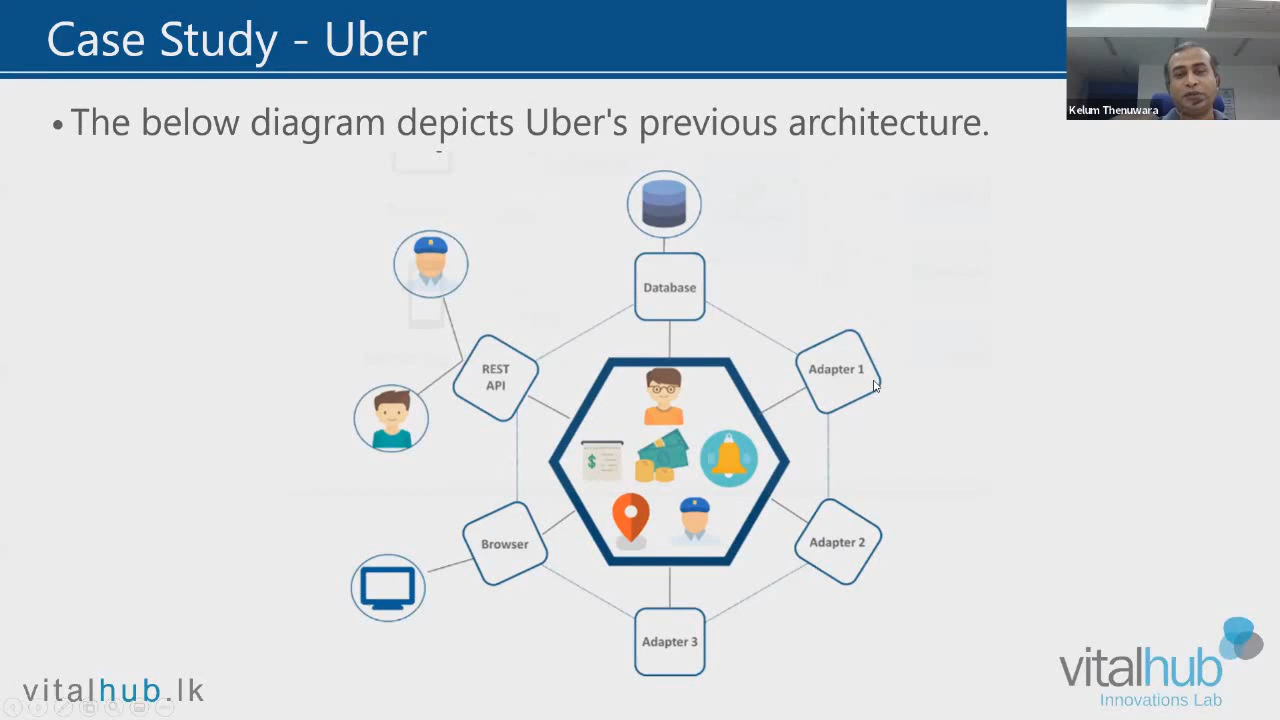 Case Study - Uber
Kelum Thenuwara
• The below diagram depicts Uber's previous architecture.
Database
REST
API
Adapter 1
$
Browser
Adapter 2
Adapter 3
vitalhub.lk
vitalhub
Innovations Lab